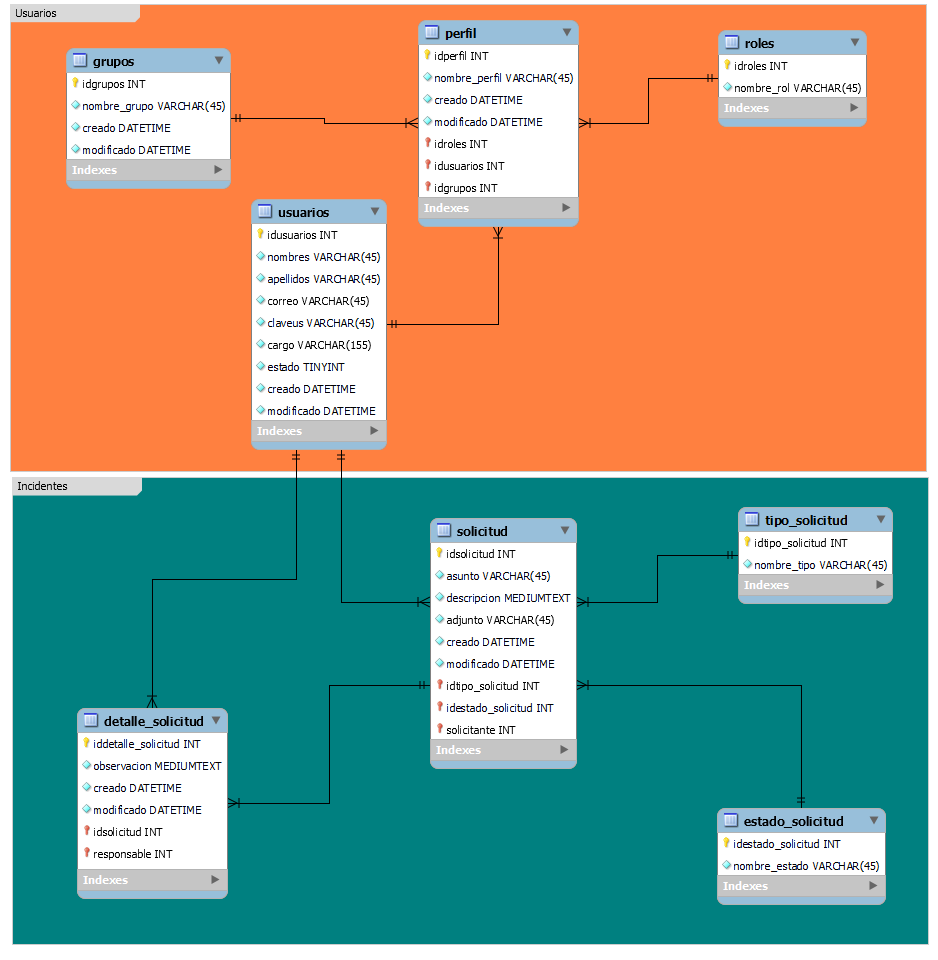 Usuarios
grupos
idgrupos INT
nombre_grupo VARCHAR(45)
creado DATETIME
modificado DATETIME
Indexes
perfil
idperfil INT
nombre_perfil VARCHAR(45)
creado DATETIME
modificado DATETIME
idroles INT
idusuarios INT
idgrupos INT
Indexes
roles
idroles INT
nombre_rol VARCHAR(45)
Indexes
usuarios
idusuarios INT
nombres VARCHAR(45)
apellidos VARCHAR(45)
correo VARCHAR(45)
claveus VARCHAR(45)
cargo VARCHAR(155)
estado TINYINT
creado DATETIME
modificado DATETIME
Indexes
Incidentes
solicitud
idsolicitud INT
asunto VARCHAR(45)
descripcion MEDIUMTEXT
adjunto VARCHAR(45)
creado DATETIME
modificado DATETIME
idtipo_solicitud INT
idestado_solicitud INT
solicitante INT
Indexes
tipo_solicitud
idtipo_solicitud INT
nombre_tipo VARCHAR(45)
Indexes
detalle_solicitud
iddetalle_solicitud INT
observacion MEDIUMTEXT
creado DATETIME
modificado DATETIME
idsolicitud INT
responsable INT
Indexes
estado_solicitud
idestado_solicitud INT
nombre_estado VARCHAR(45)
Indexes